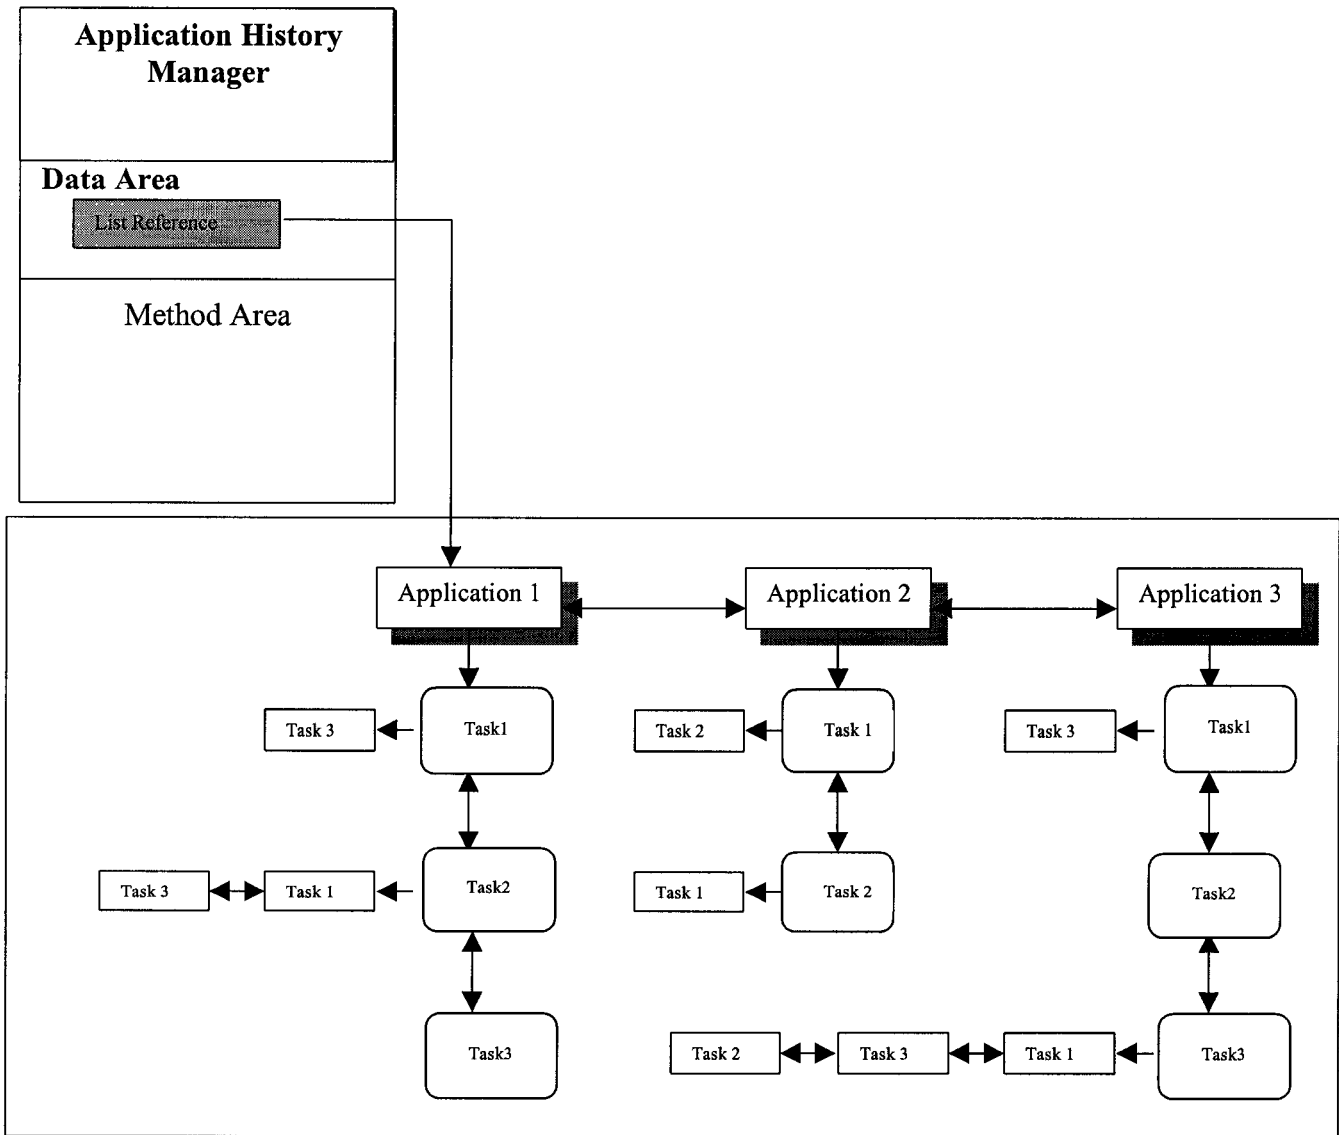 Application History
Manager
Data Area
List Reference
Method Area
Application 1
Application 2
Application 3
Task 3
Task1
Task 2
Task 1
Task 3
Task1
Task 3
Task 1
Task2
Task 1
Task 2
Task2
Task3
Task 2
Task 3
Task 1
Task3